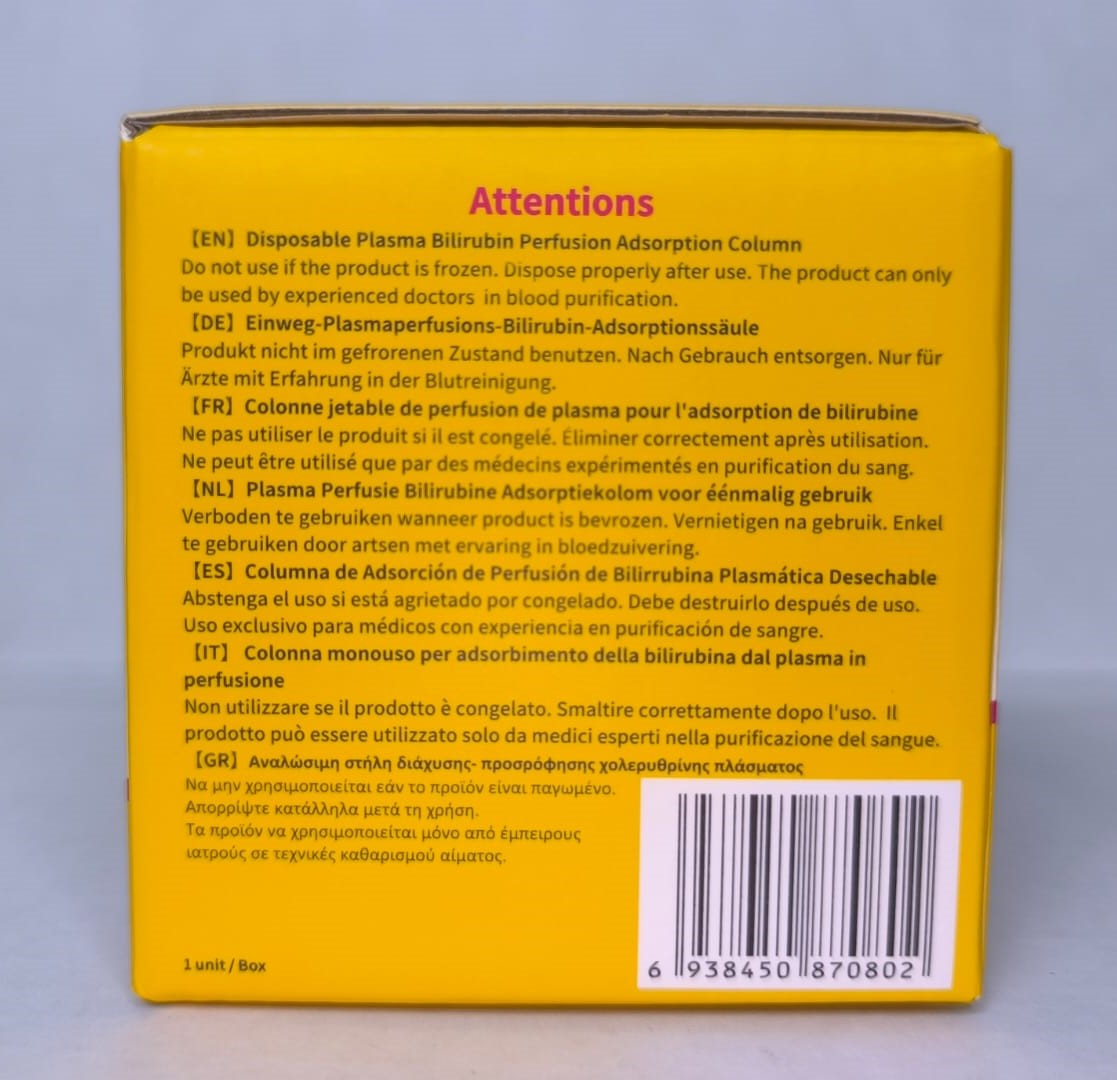 Attentions
【EN】Disposable Plasma Bilirubin Perfusion Adsorption Column
Do not use if the product is frozen. Dispose properly after use. The product can only
be used by experienced doctors in blood purification.
【DE】Einweg-Plasmaperfusions-Bilirubin-Adsorptionssäule
Produkt nicht im gefrorenen Zustand benutzen. Nach Gebrauch entsorgen. Nur für
Ärzte mit Erfahrung in der Blutreinigung.
【FR】Colonne jetable de perfusion de plasma pour l'adsorption de bilirubine
Ne pas utiliser le produit si il est congelé. Éliminer correctement après utilisation.
Ne peut être utilisé que par des médecins expérimentés en purification du sang.
【NL】Plasma Perfusie Bilirubine Adsorptiekolom voor éénmalig gebruik
Verboden te gebruiken wanneer product is bevrozen. Vernietigen na gebruik. Enkel
te gebruiken door artsen met ervaring in bloedzuivering.
【ES】Columna de Adsorción de Perfusión de Bilirrubina Plasmática Desechable
Abstenga el uso si está agrietado por congelado. Debe destruirlo después de uso.
Uso exclusivo para médicos con experiencia en purificación de sangre.
【IT】Colonna monouso per adsorbimento della bilirubina dal plasma in
perfusione
Non utilizzare se il prodotto è congelato. Smaltire correttamente dopo l'uso. Il
prodotto può essere utilizzato solo da medici esperti nella purificazione del sangue.
【GR】Αναλώσιμη στήλη διάχυσης- προσρόφησης χολερυθρίνης πλάσματος
Να μην χρησιμοποιείται εάν το προϊόν είναι παγωμένο.
Απορρίψτε κατάλληλα μετά τη χρήση.
Τα προϊόν να χρησιμοποιείται μόνο από έμπειρους
ιατρούς σε τεχνικές καθαρισμού αίματος.
1 unit / Box
6 938450 870802